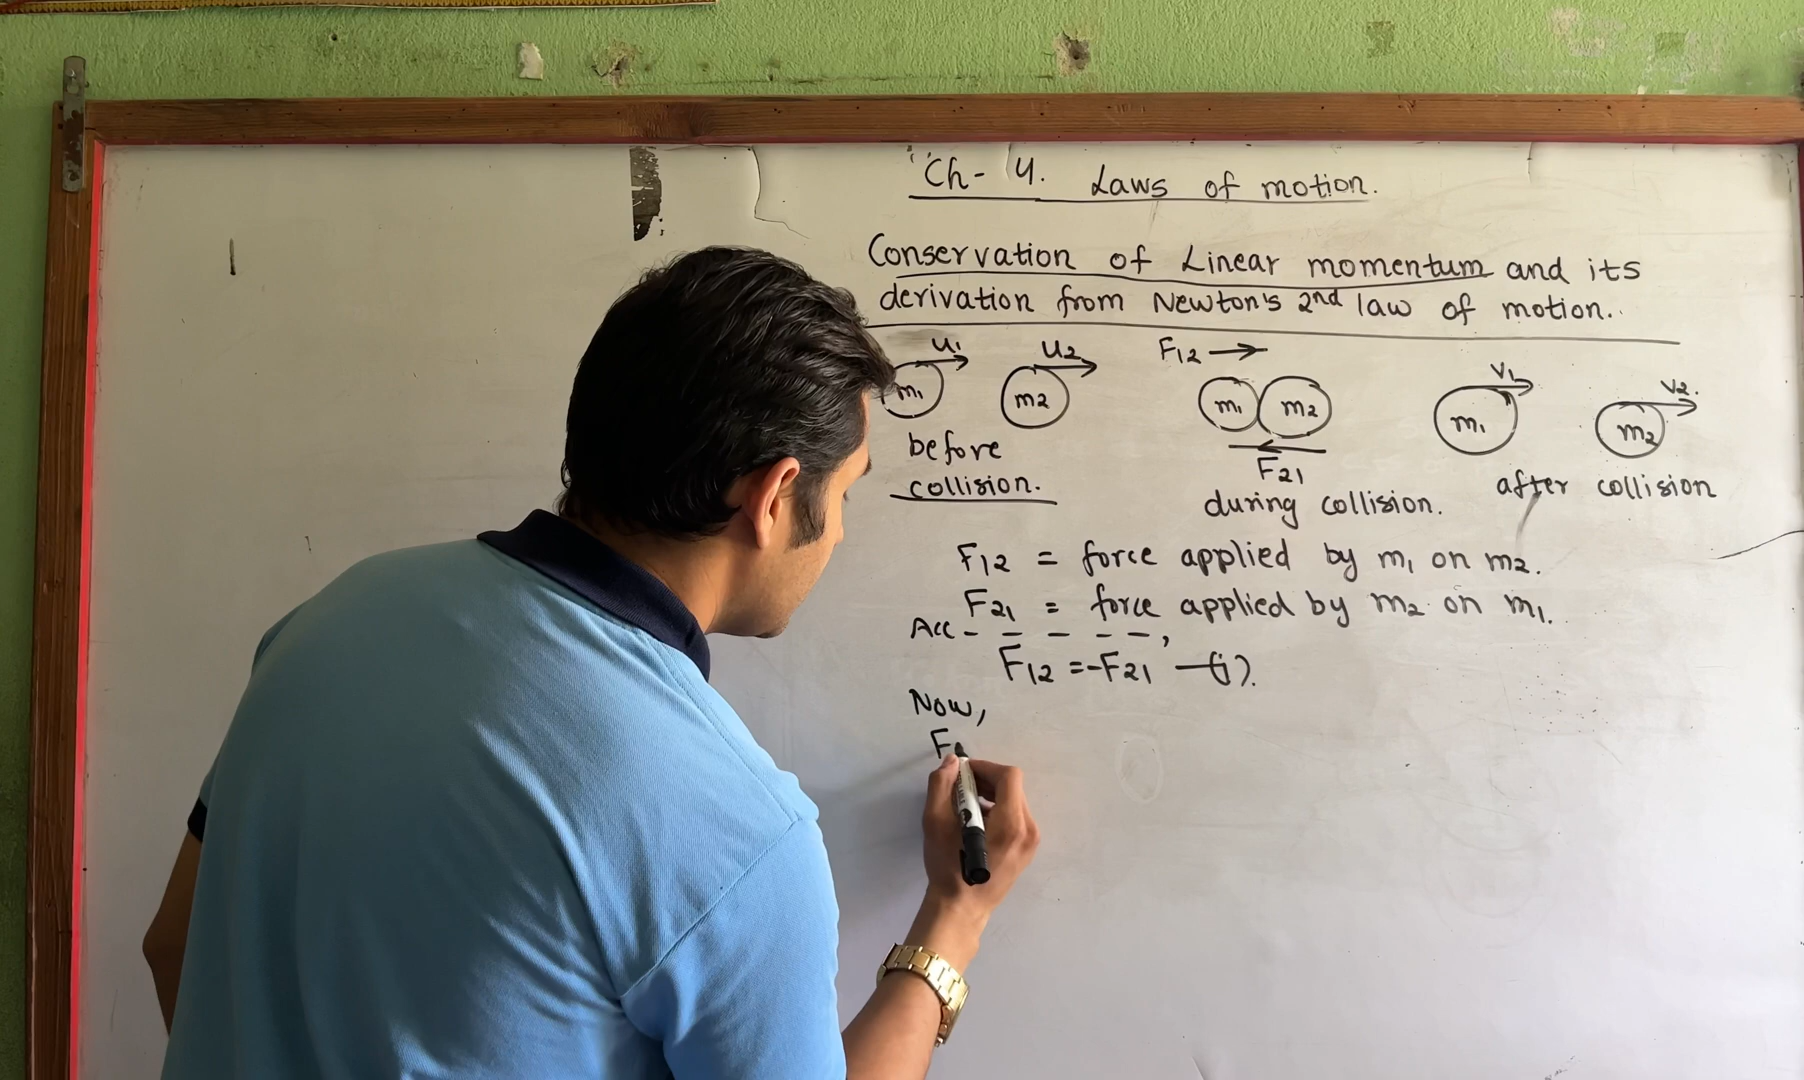 Ch- 4. Laws of motion.
Conservation of Linear momentum and its
derivation from Newton's 2nd law of motion..
u1 u2 F12 v1 v2.
m1 m2 m1 m2 m1 m2
before
collision.
F21
during collision.
after collision
F12 = force applied by m1 on m2.
F21 = force applied by m2 on m1.
Acc - - - - - ,
F12 = -F21 —(i).
Now,
F